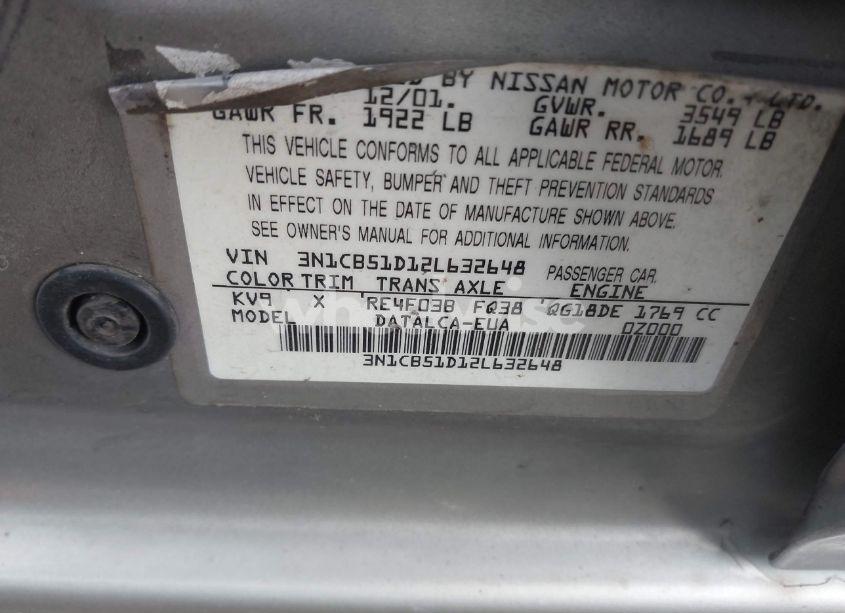 BY NISSAN MOTOR CO., LTD.
12/01. GVWR. 3549 LB
GAWR FR. 1922 LB GAWR RR. 1689 LB
THIS VEHICLE CONFORMS TO ALL APPLICABLE FEDERAL MOTOR
VEHICLE SAFETY, BUMPER AND THEFT PREVENTION STANDARDS
IN EFFECT ON THE DATE OF MANUFACTURE SHOWN ABOVE.
SEE OWNER'S MANUAL FOR ADDITIONAL INFORMATION.
VIN 3N1CB51D12L632648 PASSENGER CAR.
COLOR TRIM TRANS AXLE ENGINE
KV9 X RE4F03B FQ38 QG18DE 1769 CC
MODEL DATALCA-EUA 0Z000
3N1CB51D12L632648